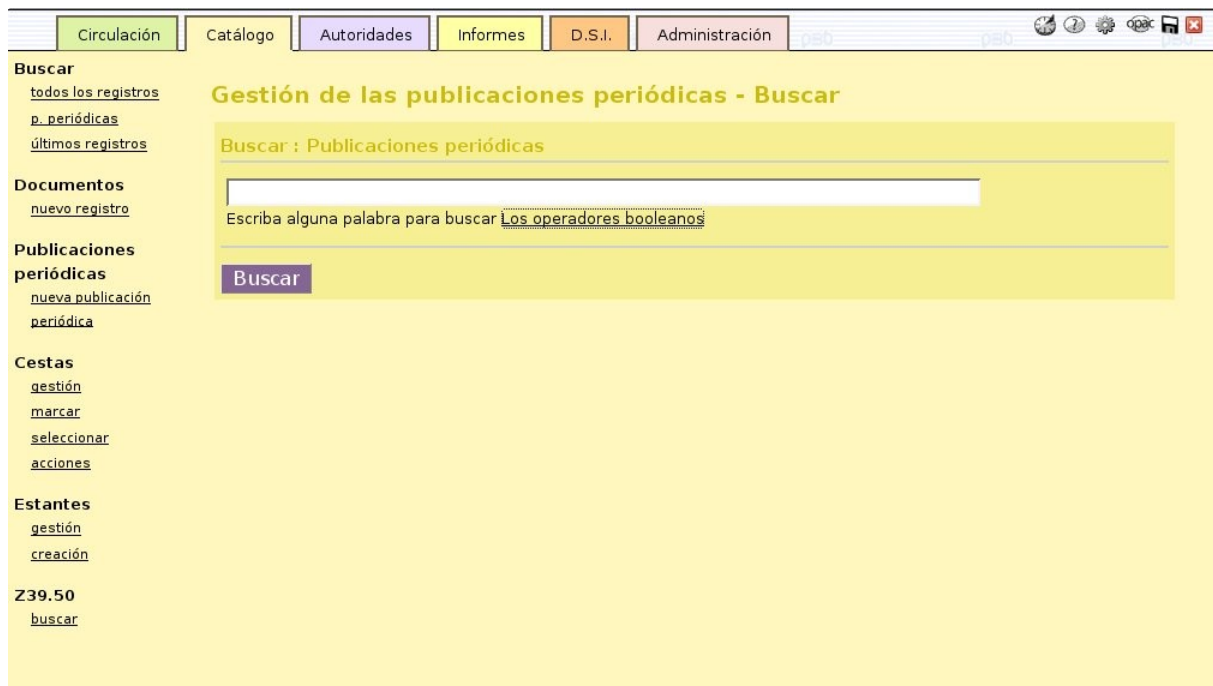 Circulación Catálogo Autoridades Informes D.S.I. Administración opac
Buscar
todos los registros
p. periódicas
últimos registros
Documentos
nuevo registro
Publicaciones
periódicas
nueva publicación
periódica
Cestas
gestión
marcar
seleccionar
acciones
Estantes
gestión
creación
Z39.50
buscar
Gestión de las publicaciones periódicas - Buscar
Buscar : Publicaciones periódicas
Escriba alguna palabra para buscar Los operadores booleanos
Buscar